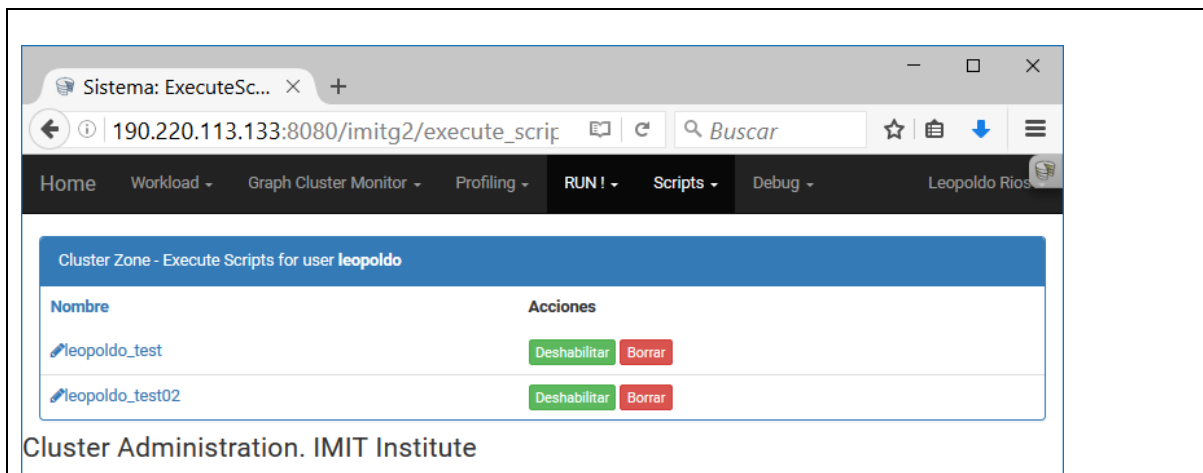 Sistema: ExecuteSc...
190.220.113.133:8080/imitg2/execute_scrip Buscar
Home Workload Graph Cluster Monitor Profiling RUN ! Scripts Debug Leopoldo Rios
Cluster Zone - Execute Scripts for user leopoldo
Nombre Acciones
leopoldo_test Deshabilitar Borrar
leopoldo_test02 Deshabilitar Borrar
Cluster Administration. IMIT Institute